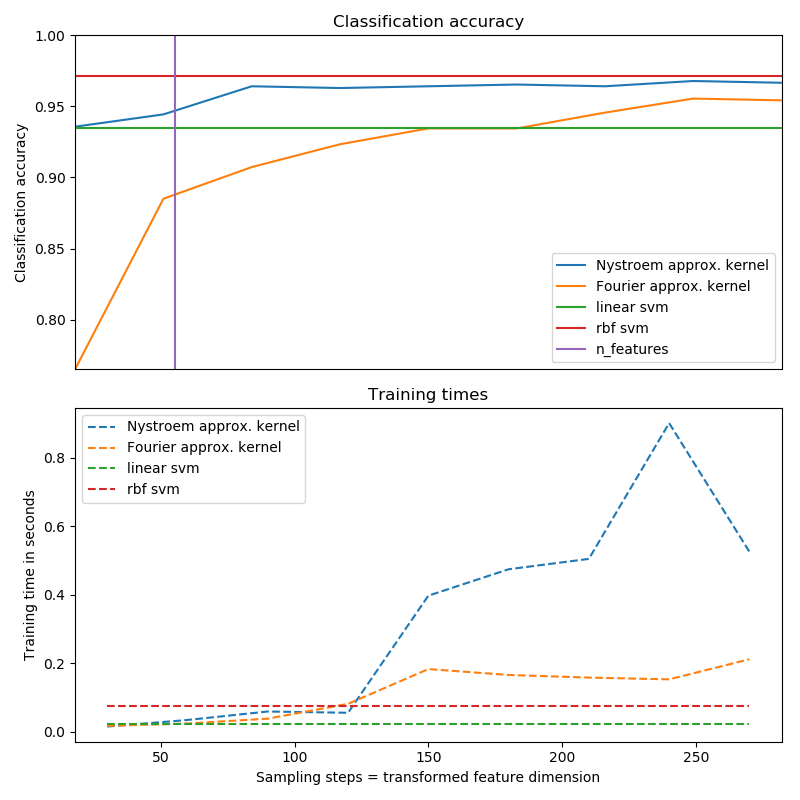 Classification accuracy
1.00
0.95
0.90
0.85
0.80
Classification accuracy
Nystroem approx. kernel
Fourier approx. kernel
linear svm
rbf svm
n_features
Training times
0.8
0.6
0.4
0.2
0.0
Training time in seconds
Nystroem approx. kernel
Fourier approx. kernel
linear svm
rbf svm
50 100 150 200 250
Sampling steps = transformed feature dimension